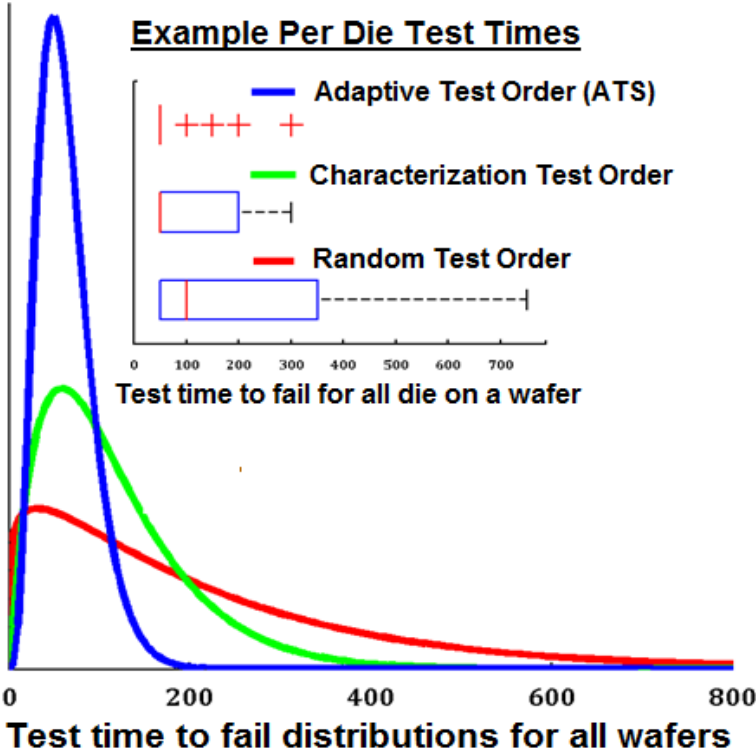 Example Per Die Test Times
Adaptive Test Order (ATS)
Characterization Test Order
Random Test Order
0 100 200 300 400 500 600 700
Test time to fail for all die on a wafer
0 200 400 600 800
Test time to fail distributions for all wafers